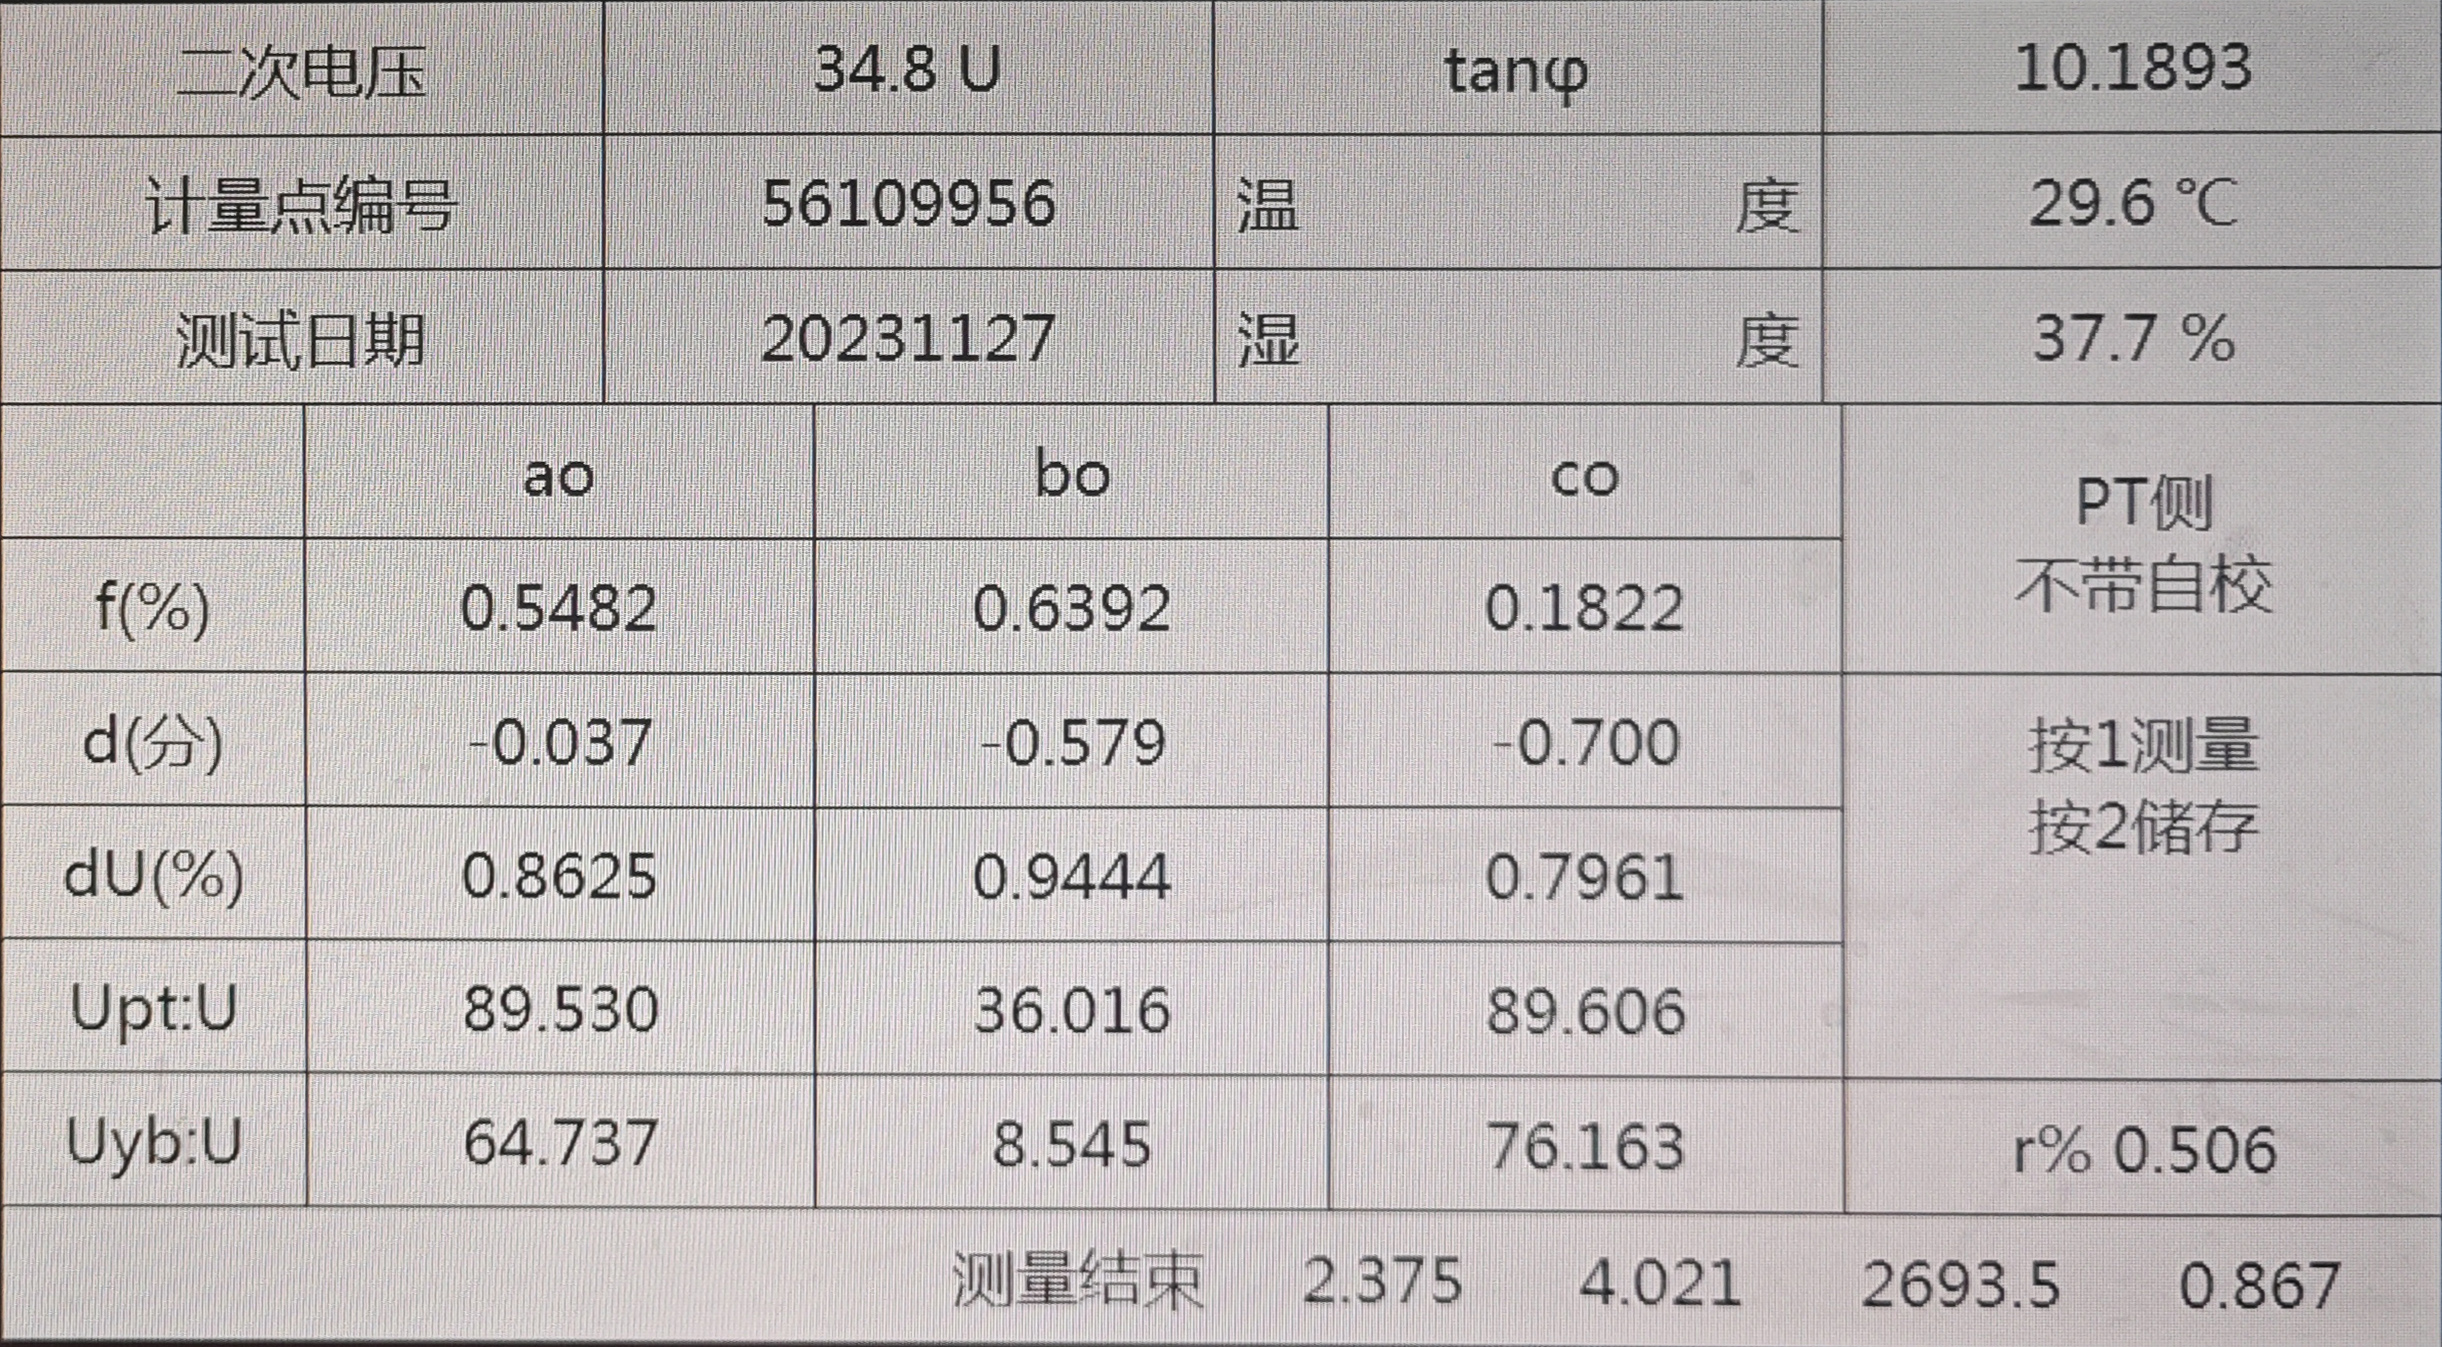 二次电压 34.8 U tanφ 10.1893
计量点编号 56109956 温 度 29.6 ℃
测试日期 20231127 湿 度 37.7 %
ao bo co
PT侧
不带自校
f(%) 0.5482 0.6392 0.1822
d(分) -0.037 -0.579 -0.700
按1测量
按2储存
dU(%) 0.8625 0.9444 0.7961
Upt:U 89.530 36.016 89.606
Uyb:U 64.737 8.545 76.163 r% 0.506
测量结束 2.375 4.021 2693.5 0.867